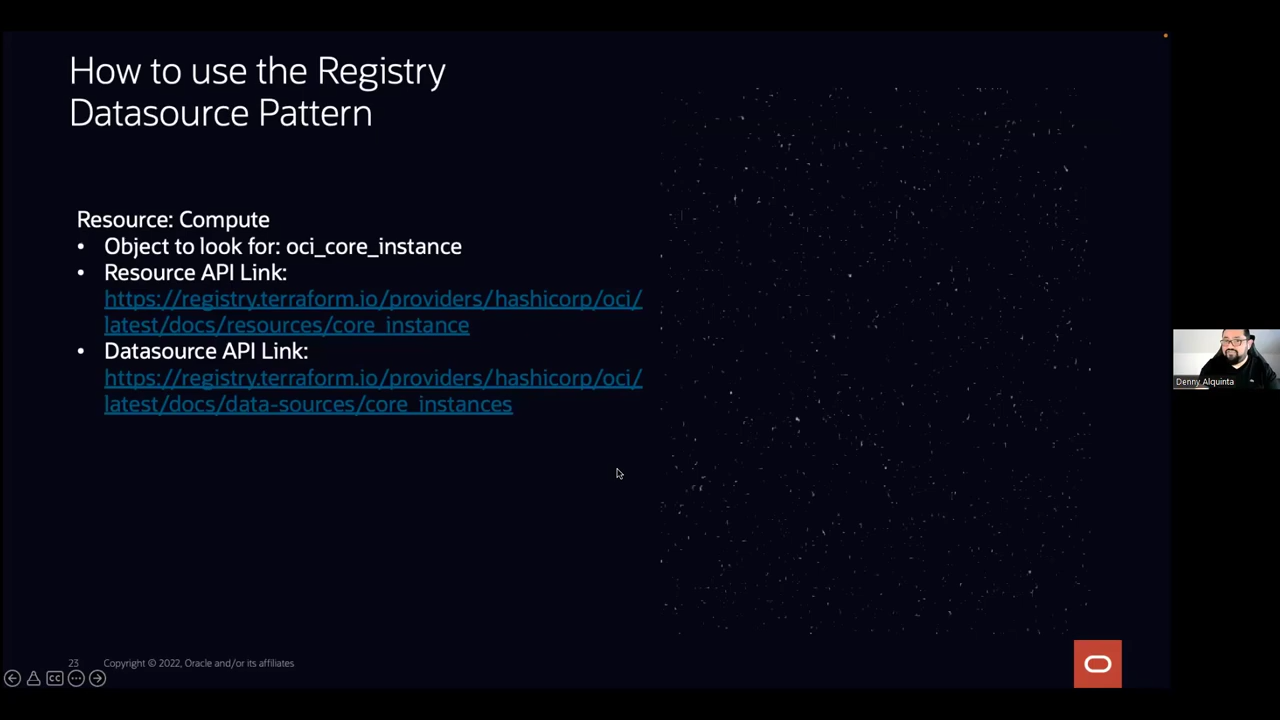 How to use the Registry
Datasource Pattern
Resource: Compute
• Object to look for: oci_core_instance
• Resource API Link:
https://registry.terraform.io/providers/hashicorp/oci/
latest/docs/resources/core_instance
• Datasource API Link:
https://registry.terraform.io/providers/hashicorp/oci/
latest/docs/data-sources/core_instances
Denny Alquinta
23 Copyright © 2022, Oracle and/or its affiliates
CC